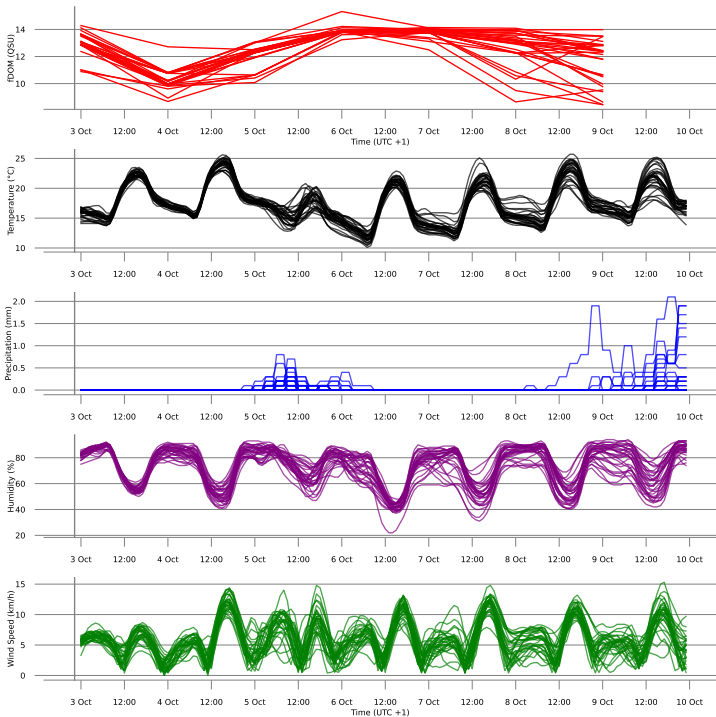 fDOM (QSU)
14
12
10
3 Oct 12:00 4 Oct 12:00 5 Oct 12:00 6 Oct 12:00 7 Oct 12:00 8 Oct 12:00 9 Oct 12:00 10 Oct
Time (UTC +1)
Temperature (°C)
25
20
15
10
3 Oct 12:00 4 Oct 12:00 5 Oct 12:00 6 Oct 12:00 7 Oct 12:00 8 Oct 12:00 9 Oct 12:00 10 Oct
Precipitation (mm)
2.0
1.5
1.0
0.5
0.0
3 Oct 12:00 4 Oct 12:00 5 Oct 12:00 6 Oct 12:00 7 Oct 12:00 8 Oct 12:00 9 Oct 12:00 10 Oct
Humidity (%)
80
60
40
20
3 Oct 12:00 4 Oct 12:00 5 Oct 12:00 6 Oct 12:00 7 Oct 12:00 8 Oct 12:00 9 Oct 12:00 10 Oct
Wind Speed (km/h)
15
10
5
0
3 Oct 12:00 4 Oct 12:00 5 Oct 12:00 6 Oct 12:00 7 Oct 12:00 8 Oct 12:00 9 Oct 12:00 10 Oct
Time (UTC +1)